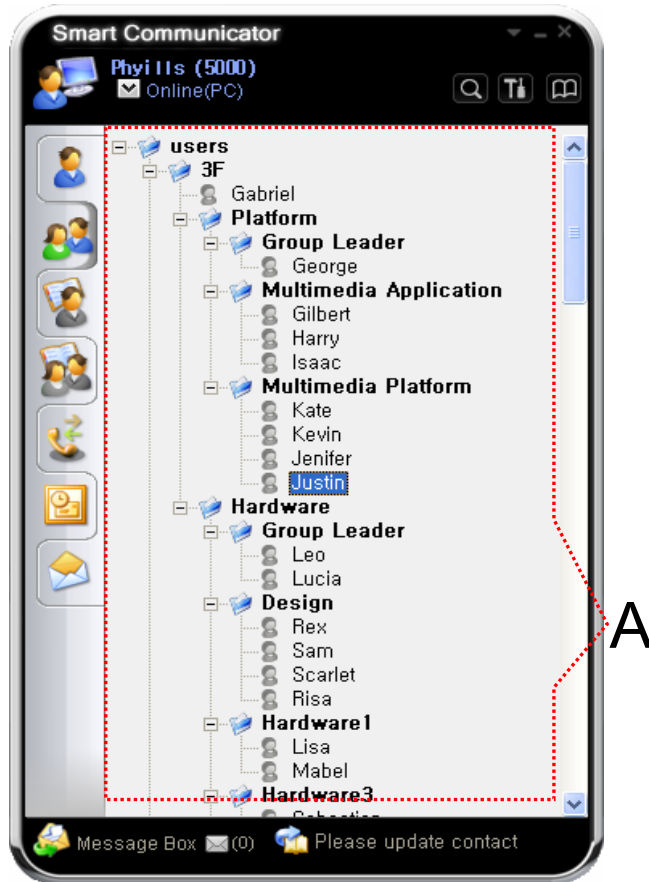 Smart Communicator
Phyills (5000)
Online(PC)
users
3F
Gabriel
Platform
Group Leader
George
Multimedia Application
Gilbert
Harry
Isaac
Multimedia Platform
Kate
Kevin
Jenifer
Justin
Hardware
Group Leader
Leo
Lucia
A
Design
Rex
Sam
Scarlet
Risa
Hardware1
Lisa
Mabel
Hardware3
Message Box (0) Please update contact